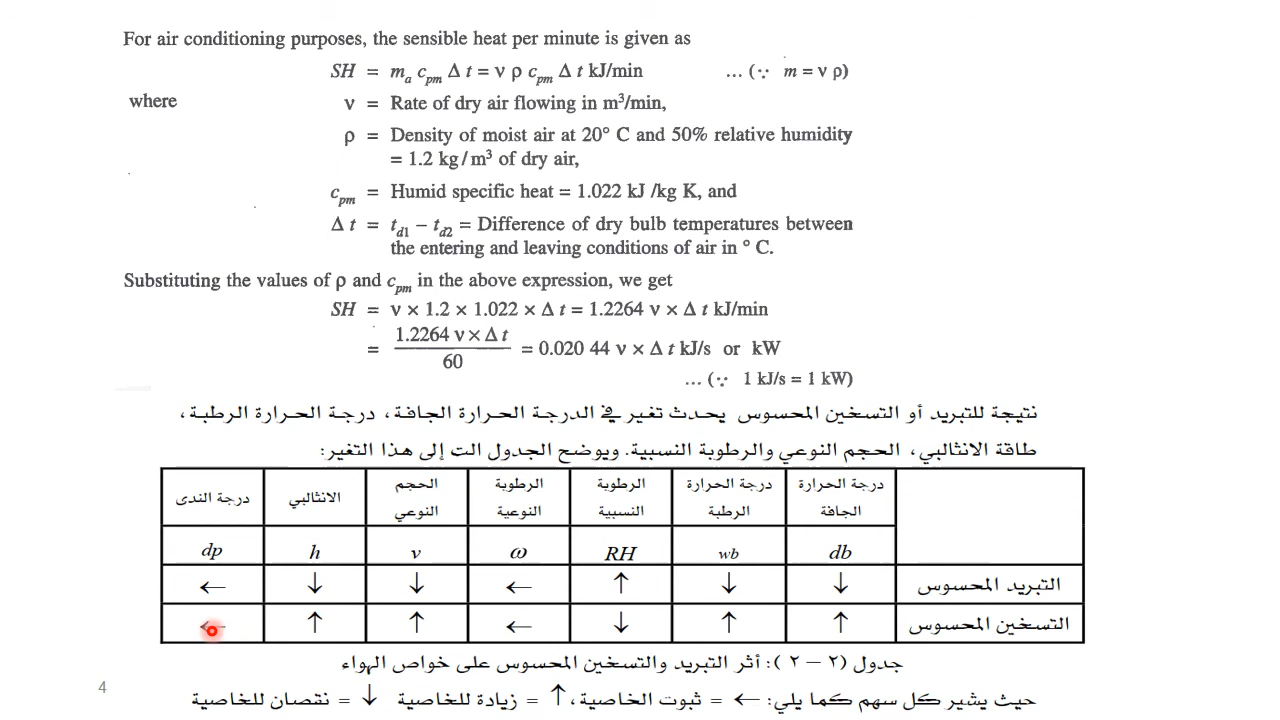 For air conditioning purposes, the sensible heat per minute is given as
SH = mₐ c_pm Δ t = v ρ c_pm Δ t kJ/min ... (∵ m = v ρ)
where v = Rate of dry air flowing in m³/min,
ρ = Density of moist air at 20° C and 50% relative humidity
= 1.2 kg / m³ of dry air,
c_pm = Humid specific heat = 1.022 kJ /kg K, and
Δ t = t_d1 − t_d2 = Difference of dry bulb temperatures between
the entering and leaving conditions of air in ° C.
Substituting the values of ρ and c_pm in the above expression, we get
SH = v × 1.2 × 1.022 × Δ t = 1.2264 v × Δ t kJ/min
= 1.2264 v × Δ t / 60 = 0.020 44 v × Δ t kJ/s or kW
... (∵ 1 kJ/s = 1 kW)
نتيجة للتبريد أو التسخين المحسوس يحدث تغير في الدرجة الحرارة الجافة، درجة الحرارة الرطبة،
طاقة الانثالبي، الحجم النوعي والرطوبة النسبية. ويوضح الجدول الت إلى هذا التغير:
درجة الحرارة الجافة درجة الحرارة الرطبة الرطوبة النسبية الرطوبة النوعية الحجم النوعي الانثالبي درجة الندى
db wb RH ω v h dp
التبريد المحسوس ↓ ↓ ↑ ← ↓ ↓ ←
التسخين المحسوس ↑ ↑ ↓ ← ↑ ↑ ←
جدول (٢ – ٢): أثر التبريد والتسخين المحسوس على خواص الهواء
حيث يشير كل سهم كما يلي: ← = ثبوت الخاصية، ↑ = زيادة للخاصية ↓ = نقصان للخاصية
4